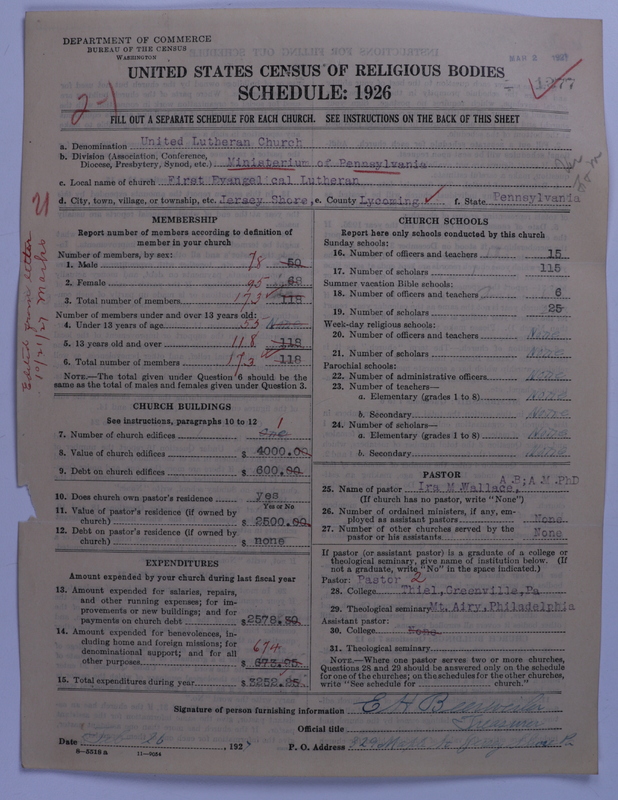 DEPARTMENT OF COMMERCE
BUREAU OF THE CENSUS
WASHINGTON
UNITED STATES CENSUS OF RELIGIOUS BODIES
SCHEDULE: 1926
2-1
FILL OUT A SEPARATE SCHEDULE FOR EACH CHURCH. SEE INSTRUCTIONS ON THE BACK OF THIS SHEET
a. Denomination United Lutheran Church
b. Division (Association, Conference, Diocese, Presbytery, Synod, etc.) Ministerium of Pennsylvania
c. Local name of church First Evangelical Lutheran
d. City, town, village, or township, etc. Jersey Shore, e. County Lycoming f. State Pennsylvania
Edited from letter
10/21/27 Marks
MEMBERSHIP
Report number of members according to definition of
member in your church
Number of members, by sex:
1. Male 78 50
2. Female 95 68
3. Total number of members 173 118
Number of members under and over 13 years old:
4. Under 13 years of age 55 None
5. 13 years old and over 118 118
6. Total number of members 173 118
NOTE.—The total given under Question 6 should be the
same as the total of males and females given under Question 3.
CHURCH BUILDINGS
See instructions, paragraphs 10 to 12
7. Number of church edifices one 1
8. Value of church edifices $ 4000.00
9. Debt on church edifices $ 600.00
10. Does church own pastor's residence yes
Yes or No
11. Value of pastor's residence (if owned by
church) $ 2500.00
12. Debt on pastor's residence (if owned by
church) $ none
EXPENDITURES
Amount expended by your church during last fiscal year
13. Amount expended for salaries, repairs,
and other running expenses; for im-
provements or new buildings; and for
payments on church debt $ 2578.80
14. Amount expended for benevolences, in-
cluding home and foreign missions; for
denominational support; and for all
other purposes 674 $ 673.95
15. Total expenditures during year $
CHURCH SCHOOLS
Report here only schools conducted by this church
Sunday schools:
16. Number of officers and teachers 15
17. Number of scholars 115
Summer vacation Bible schools:
18. Number of officers and teachers 6
19. Number of scholars 25
Week-day religious schools:
20. Number of officers and teachers None
21. Number of scholars None
Parochial schools:
22. Number of administrative officers None
23. Number of teachers—
a. Elementary (grades 1 to 8) None
b. Secondary None
24. Number of scholars—
a. Elementary (grades 1 to 8) None
b. Secondary None
PASTOR
25. Name of pastor Ira M.Wallace, A.B;A.M.PhD
(If church has no pastor, write "None")
26. Number of ordained ministers, if any, em-
ployed as assistant pastors None
27. Number of other churches served by the
pastor or his assistants None
If pastor (or assistant pastor) is a graduate of a college or
theological seminary, give name of institution below. (If
not a graduate, write "No" in the space indicated.)
Pastor: Pastor 2
28. College Thiel,Greenville,Pa
29. Theological seminary Mt. Airy,Philadelphia
Assistant pastor:
30. College None
31. Theological seminary
NOTE.—Where one pastor serves two or more churches,
Questions 28 and 29 should be answered only on the schedule
for one of the churches; on the schedules for the other churches,
write "See schedule for church."
Signature of person furnishing information
Official title Treasurer
Date 26, 192
P. O. Address
8—5318a 11—9024